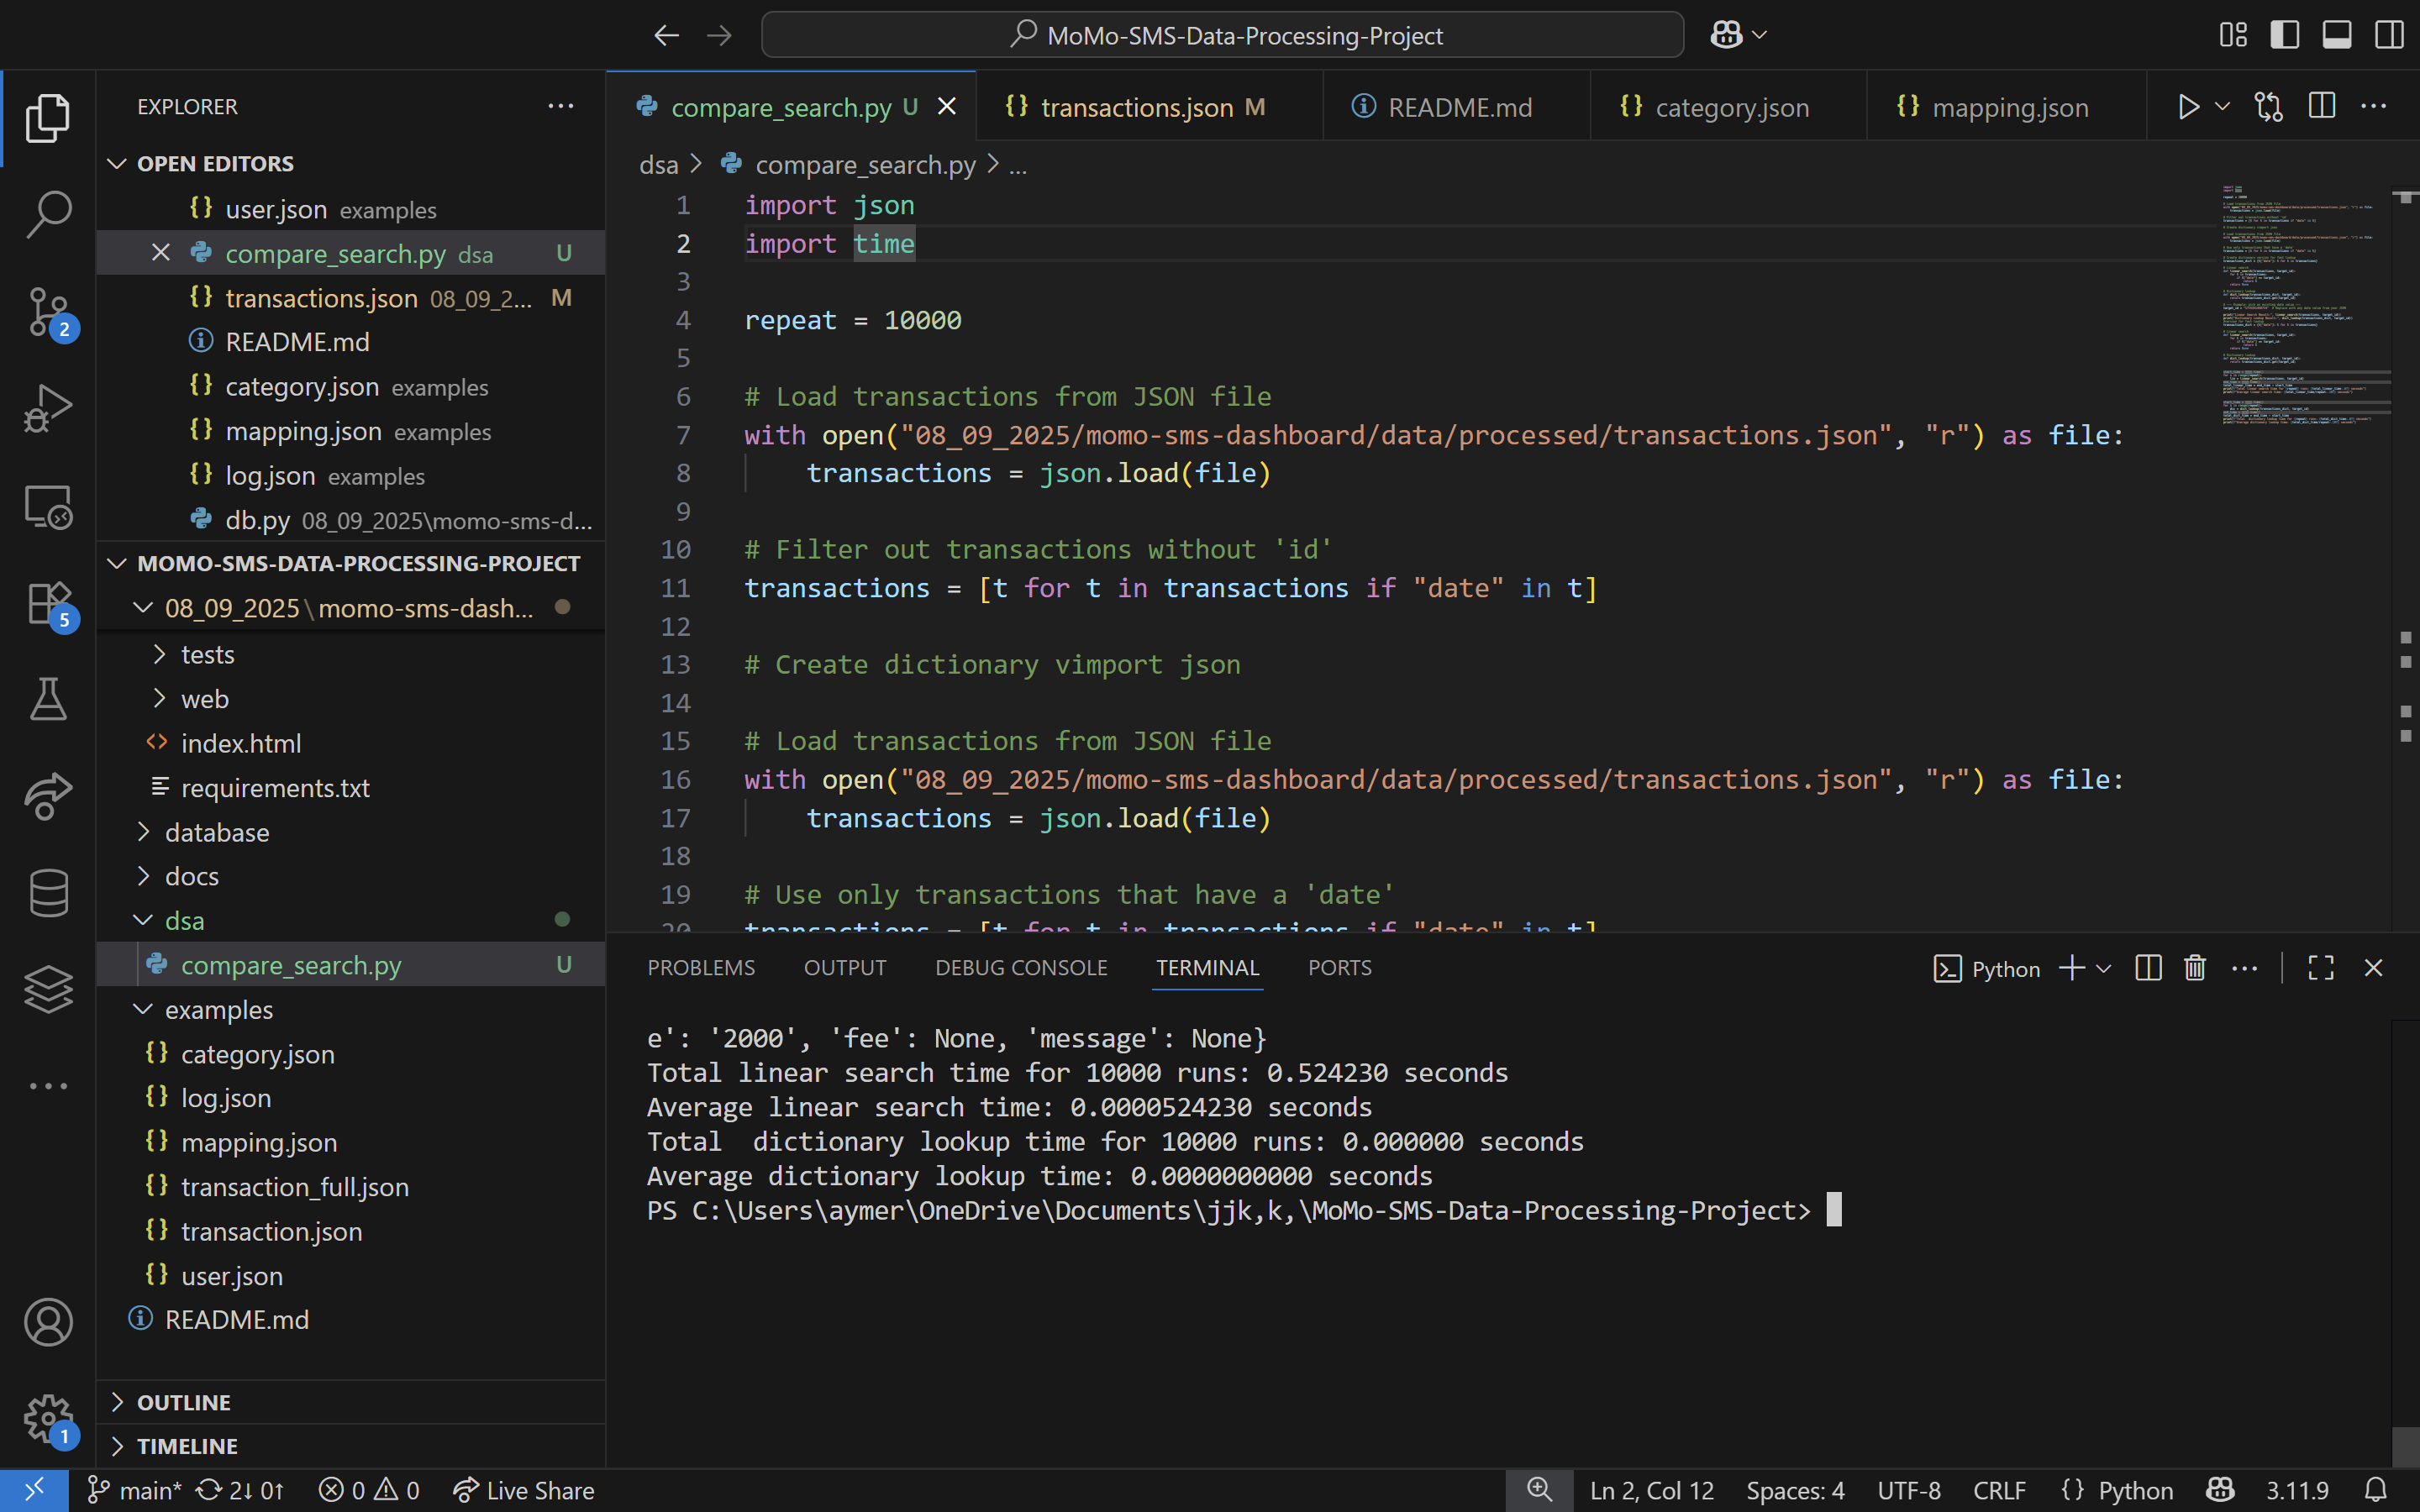 MoMo-SMS-Data-Processing-Project
EXPLORER
OPEN EDITORS
user.json examples
compare_search.py dsa U
transactions.json 08_09_2... M
README.md
category.json examples
mapping.json examples
log.json examples
db.py 08_09_2025\momo-sms-d...
MOMO-SMS-DATA-PROCESSING-PROJECT
08_09_2025\momo-sms-dash...
tests
web
index.html
requirements.txt
database
docs
dsa
compare_search.py U
examples
category.json
log.json
mapping.json
transaction_full.json
transaction.json
user.json
README.md
OUTLINE
TIMELINE
2
5
1
compare_search.py U
transactions.json M
README.md
category.json
mapping.json
dsa > compare_search.py > ...
1 import json
2 import time
3
4 repeat = 10000
5
6 # Load transactions from JSON file
7 with open("08_09_2025/momo-sms-dashboard/data/processed/transactions.json", "r") as file:
8 transactions = json.load(file)
9
10 # Filter out transactions without 'id'
11 transactions = [t for t in transactions if "date" in t]
12
13 # Create dictionary vimport json
14
15 # Load transactions from JSON file
16 with open("08_09_2025/momo-sms-dashboard/data/processed/transactions.json", "r") as file:
17 transactions = json.load(file)
18
19 # Use only transactions that have a 'date'
20 transactions = [t for t in transactions if "date" in t]
PROBLEMS OUTPUT DEBUG CONSOLE TERMINAL PORTS
Python
e': '2000', 'fee': None, 'message': None}
Total linear search time for 10000 runs: 0.524230 seconds
Average linear search time: 0.0000524230 seconds
Total  dictionary lookup time for 10000 runs: 0.000000 seconds
Average dictionary lookup time: 0.0000000000 seconds
PS C:\Users\aymer\OneDrive\Documents\jjk,k,\MoMo-SMS-Data-Processing-Project>
main* 2↓ 0↑ 0 0 Live Share
Ln 2, Col 12 Spaces: 4 UTF-8 CRLF {} Python 3.11.9